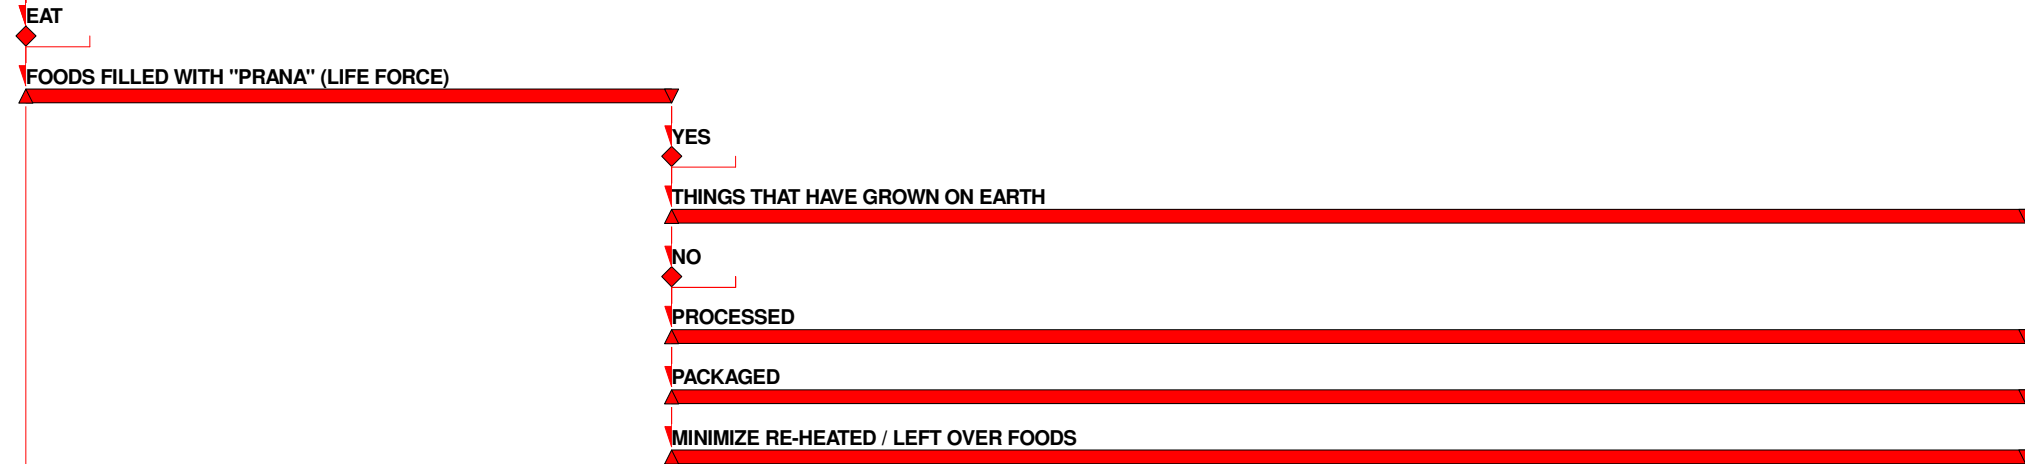 EAT
FOODS FILLED WITH "PRANA" (LIFE FORCE)
YES
THINGS THAT HAVE GROWN ON EARTH
NO
PROCESSED
PACKAGED
MINIMIZE RE-HEATED / LEFT OVER FOODS